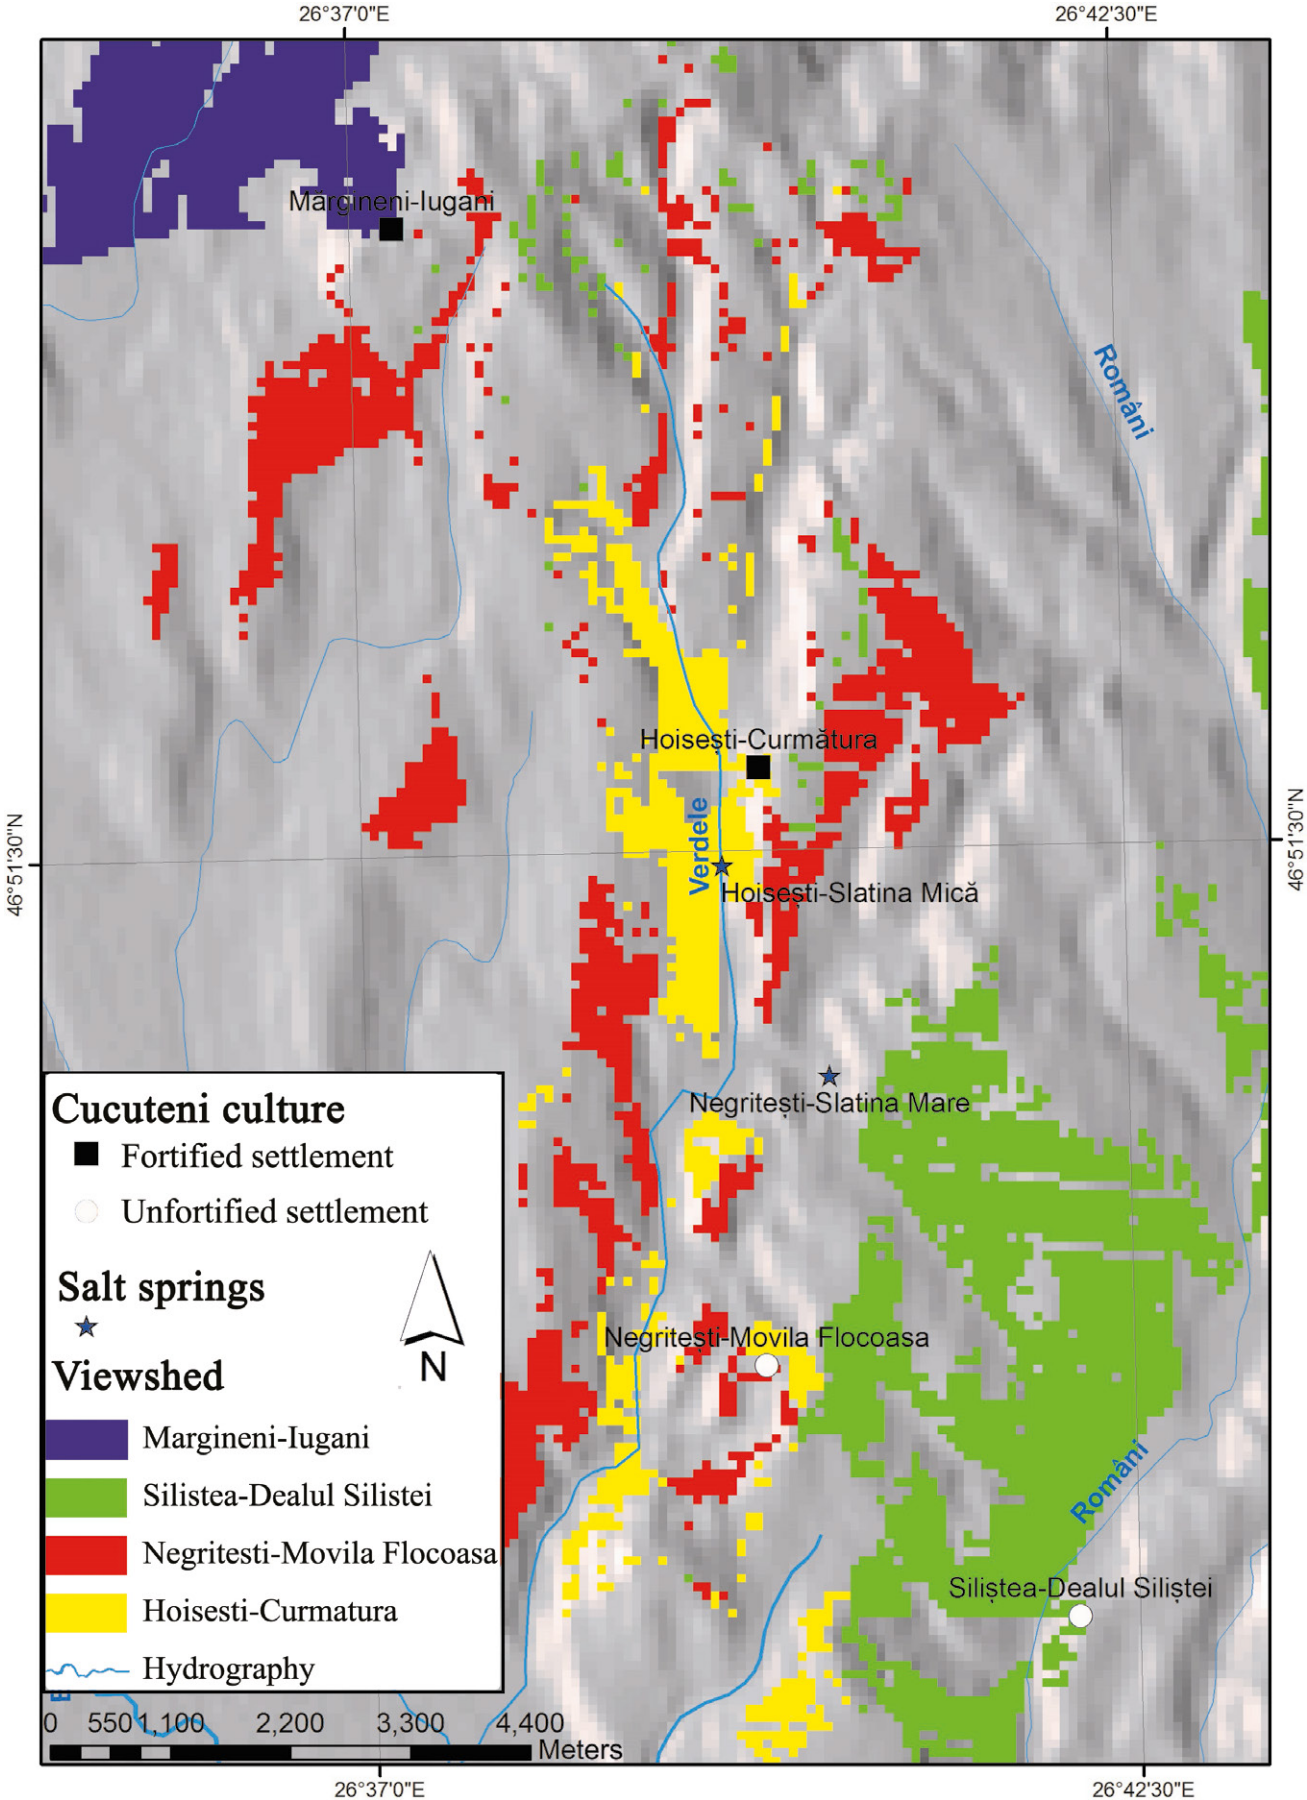 26°37'0"E
26°42'30"E
Mărgineni-Iugani
Români
Hoisești-Curmătura
Verdele
46°51'30"N
46°51'30"N
Hoisești-Slatina Mică
Negritești-Slatina Mare
Cucuteni culture
Fortified settlement
Unfortified settlement
Salt springs
N
Negritești-Movila Flocoasa
Viewshed
Margineni-Iugani
Silistea-Dealul Silistei
Negritesti-Movila Flocoasa
Hoisesti-Curmatura
Hydrography
Români
Siliștea-Dealul Siliștei
0 550 1,100 2,200 3,300 4,400
Meters
26°37'0"E
26°42'30"E